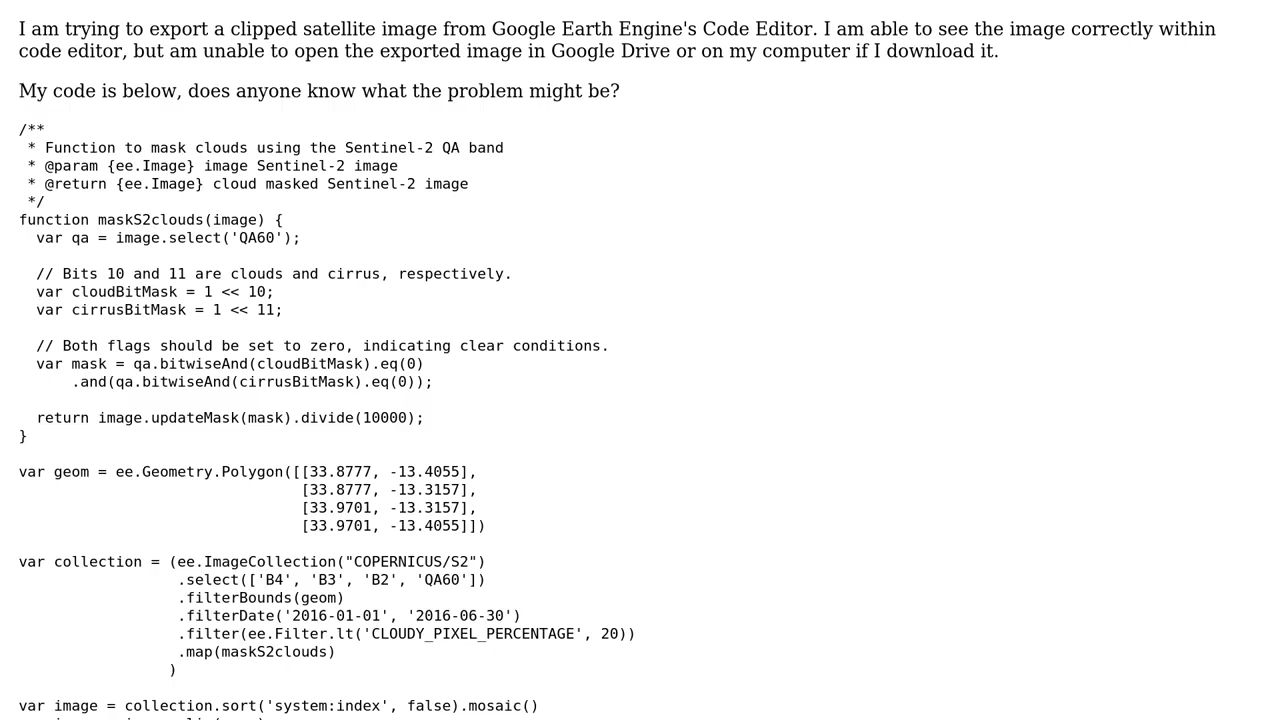 I am trying to export a clipped satellite image from Google Earth Engine's Code Editor. I am able to see the image correctly within
code editor, but am unable to open the exported image in Google Drive or on my computer if I download it.
My code is below, does anyone know what the problem might be?
/**
 * Function to mask clouds using the Sentinel-2 QA band
 * @param {ee.Image} image Sentinel-2 image
 * @return {ee.Image} cloud masked Sentinel-2 image
 */
function maskS2clouds(image) {
  var qa = image.select('QA60');
  // Bits 10 and 11 are clouds and cirrus, respectively.
  var cloudBitMask = 1 << 10;
  var cirrusBitMask = 1 << 11;
  // Both flags should be set to zero, indicating clear conditions.
  var mask = qa.bitwiseAnd(cloudBitMask).eq(0)
      .and(qa.bitwiseAnd(cirrusBitMask).eq(0));
  return image.updateMask(mask).divide(10000);
}
var geom = ee.Geometry.Polygon([[33.8777, -13.4055],
                                [33.8777, -13.3157],
                                [33.9701, -13.3157],
                                [33.9701, -13.4055]])
var collection = (ee.ImageCollection("COPERNICUS/S2")
                  .select(['B4', 'B3', 'B2', 'QA60'])
                  .filterBounds(geom)
                  .filterDate('2016-01-01', '2016-06-30')
                  .filter(ee.Filter.lt('CLOUDY_PIXEL_PERCENTAGE', 20))
                  .map(maskS2clouds)
                 )
var image = collection.sort('system:index', false).mosaic()